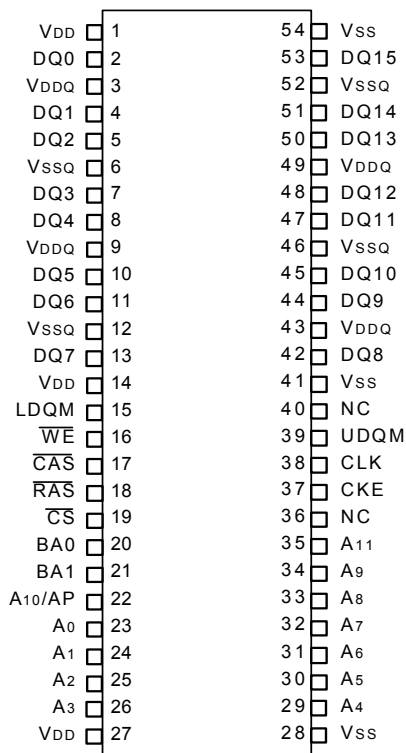 VDD 1 54 VSS
DQ0 2 53 DQ15
VDDQ 3 52 VSSQ
DQ1 4 51 DQ14
DQ2 5 50 DQ13
VSSQ 6 49 VDDQ
DQ3 7 48 DQ12
DQ4 8 47 DQ11
VDDQ 9 46 VSSQ
DQ5 10 45 DQ10
DQ6 11 44 DQ9
VSSQ 12 43 VDDQ
DQ7 13 42 DQ8
VDD 14 41 VSS
LDQM 15 40 NC
W̅E̅ 16 39 UDQM
C̅A̅S̅ 17 38 CLK
R̅A̅S̅ 18 37 CKE
C̅S̅ 19 36 NC
BA0 20 35 A11
BA1 21 34 A9
A10/AP 22 33 A8
A0 23 32 A7
A1 24 31 A6
A2 25 30 A5
A3 26 29 A4
VDD 27 28 VSS